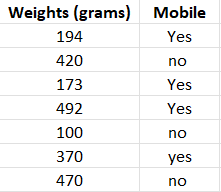 Weights (grams) Mobile
194 Yes
420 no
173 Yes
492 Yes
100 no
370 yes
470 no